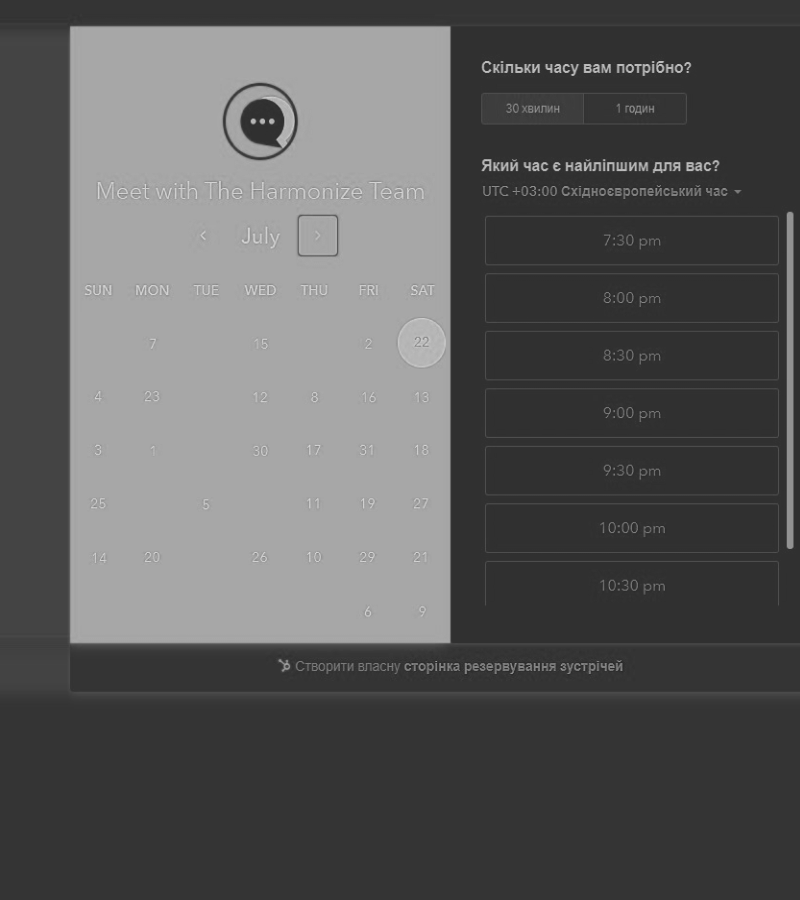 Meet with The Harmonize Team
July
SUN MON TUE WED THU FRI SAT
7 15 2 22
4 23 12 8 16 13
3 1 30 17 31 18
25 5 11 19 27
14 20 26 10 29 21
6 9
Скільки часу вам потрібно?
30 хвилин 1 годин
Який час є найліпшим для вас?
UTC +03:00 Східноєвропейський час
7:30 pm
8:00 pm
8:30 pm
9:00 pm
9:30 pm
10:00 pm
10:30 pm
Створити власну сторінка резервування зустрічей